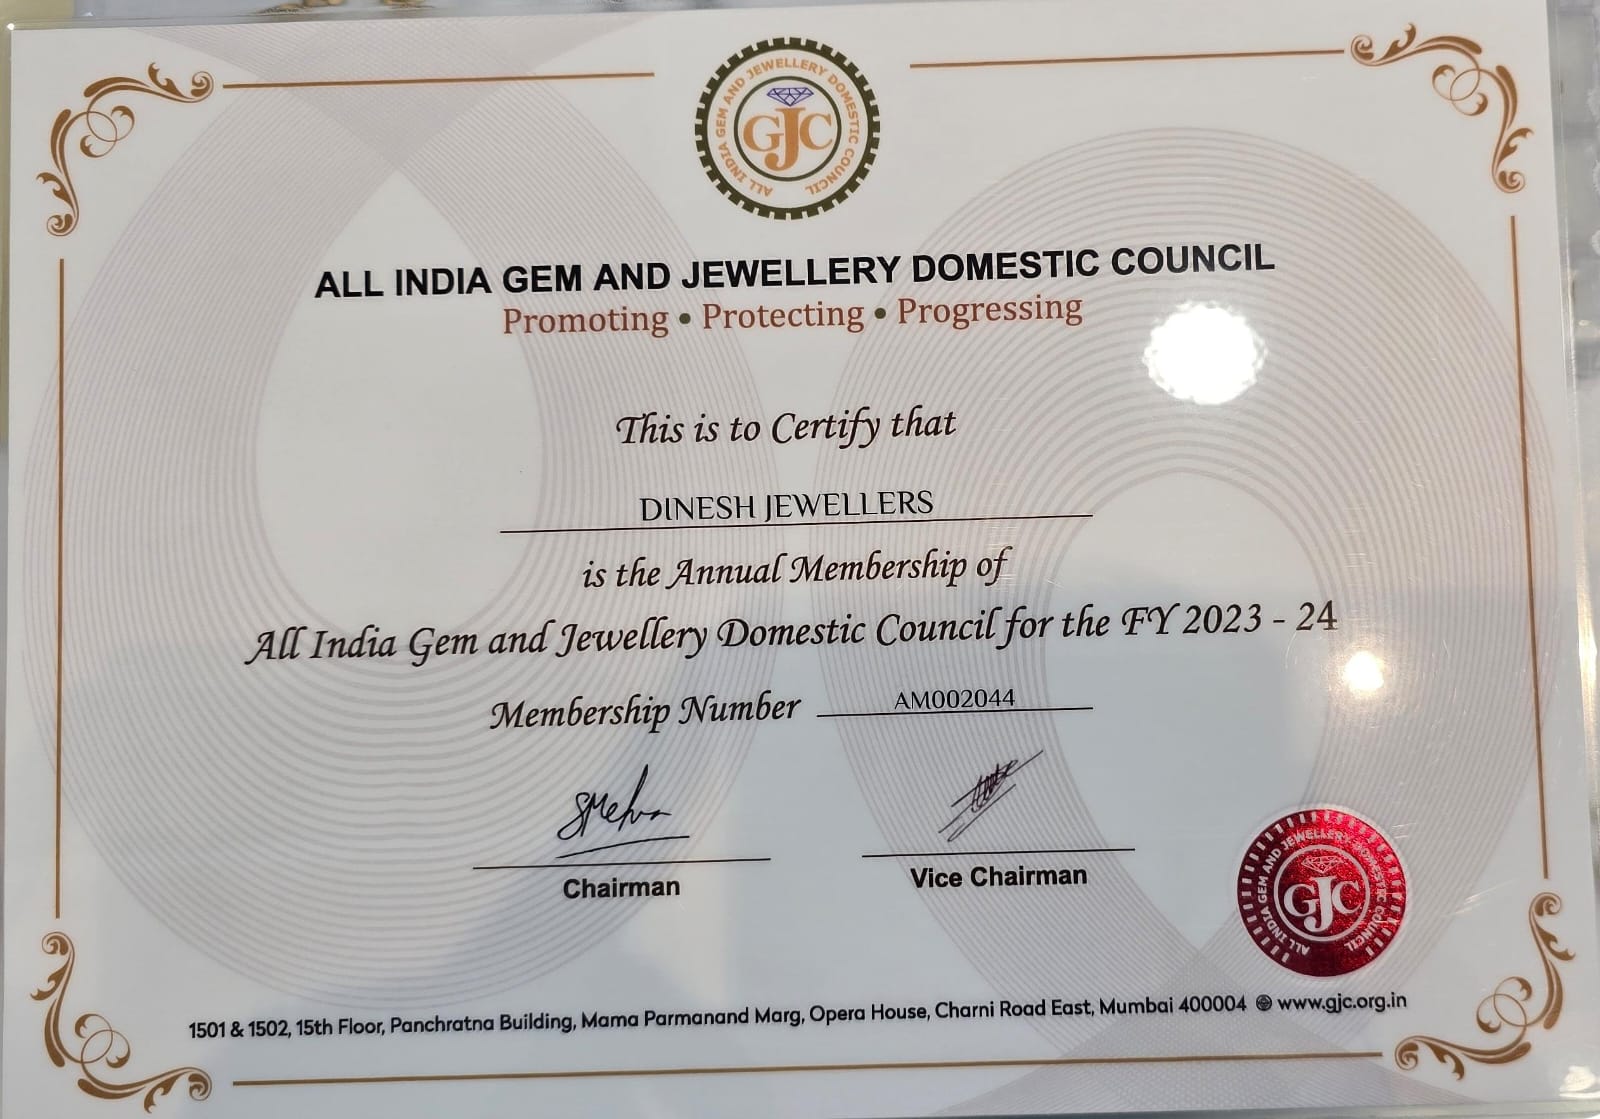 ALL INDIA GEM AND JEWELLERY DOMESTIC COUNCIL
GJC
ALL INDIA GEM AND JEWELLERY DOMESTIC COUNCIL
Promoting • Protecting • Progressing
This is to Certify that
DINESH JEWELLERS
is the Annual Membership of
All India Gem and Jewellery Domestic Council for the FY 2023 - 24
Membership Number AM002044
SMehra
Chairman
Vice Chairman
ALL INDIA GEM AND JEWELLERY DOMESTIC COUNCIL
GJC
1501 & 1502, 15th Floor, Panchratna Building, Mama Parmanand Marg, Opera House, Charni Road East, Mumbai 400004 www.gjc.org.in